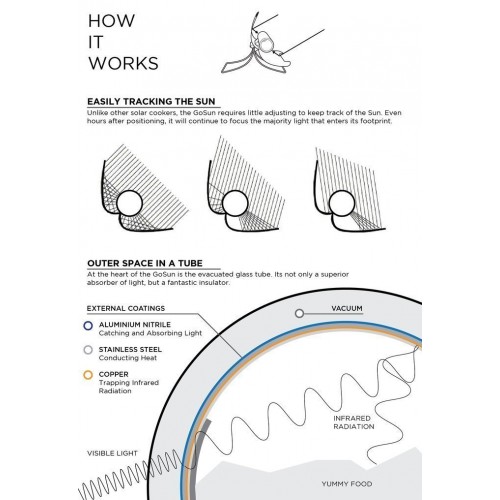 HOW
IT
WORKS
EASILY TRACKING THE SUN
Unlike other solar cookers, the GoSun requires little adjusting to keep track of the Sun. Even
hours after positioning, it will continue to focus the majority light that enters its footprint.
OUTER SPACE IN A TUBE
At the heart of the GoSun is the evacuated glass tube. Its not only a superior
absorber of light, but a fantastic insulator.
EXTERNAL COATINGS
VACUUM
ALUMINIUM NITRILE
Catching and Absorbing Light
STAINLESS STEEL
Conducting Heat
COPPER
Trapping Infrared
Radiation
INFRARED
RADIATION
VISIBLE LIGHT
YUMMY FOOD